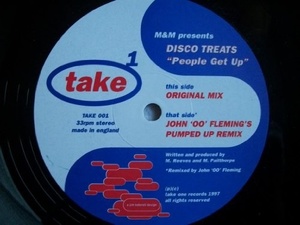 M&M presents
DISCO TREATS
"People Get Up"
take
1
this side
ORIGINAL MIX
that side'
JOHN 'OO' FLEMING'S
PUMPED UP REMIX
TAKE 001
33rpm stereo
made in england
Written and produced by
M. Reeves and M. Palthorpe
*Remixed by John 'OO' Fleming
(p)(c)
take one records 1997
all rights reserved